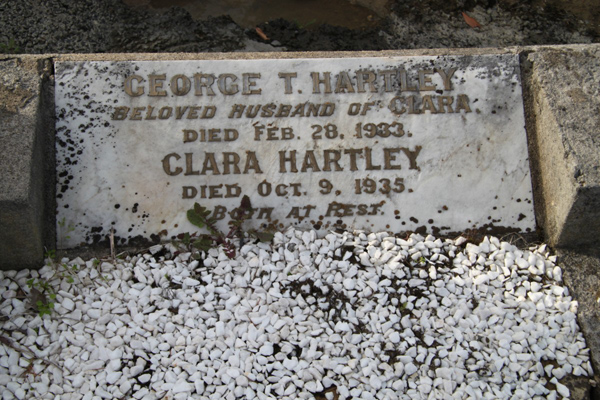 GEORGE T. HARTLEY
BELOVED HUSBAND OF CLARA.
DIED FEB. 28. 1933.
CLARA HARTLEY
DIED OCT. 9. 1935.
BOTH AT REST.